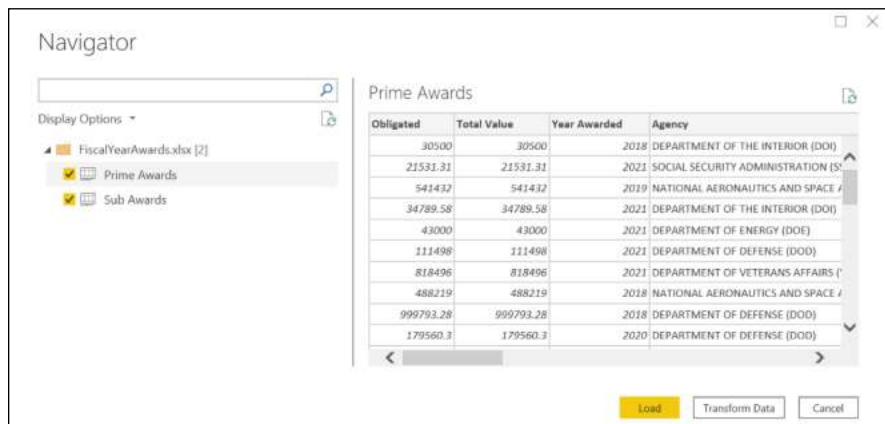 Navigator
Display Options
FiscalYearAwards.xlsx [2]
Prime Awards
Sub Awards
Prime Awards
Obligated Total Value Year Awarded Agency
30500 30500 2018 DEPARTMENT OF THE INTERIOR (DOI)
21531.31 21531.31 2021 SOCIAL SECURITY ADMINISTRATION (S
541432 541432 2019 NATIONAL AERONAUTICS AND SPACE
34789.58 34789.58 2021 DEPARTMENT OF THE INTERIOR (DOI)
43000 43000 2021 DEPARTMENT OF ENERGY (DOE)
111498 111498 2021 DEPARTMENT OF DEFENSE (DOD)
818496 818496 2021 DEPARTMENT OF VETERANS AFFAIRS (
488219 488219 2018 NATIONAL AERONAUTICS AND SPACE
999793.28 999793.28 2018 DEPARTMENT OF DEFENSE (DOD)
179560.3 179560.3 2020 DEPARTMENT OF DEFENSE (DOD)
Load Transform Data Cancel